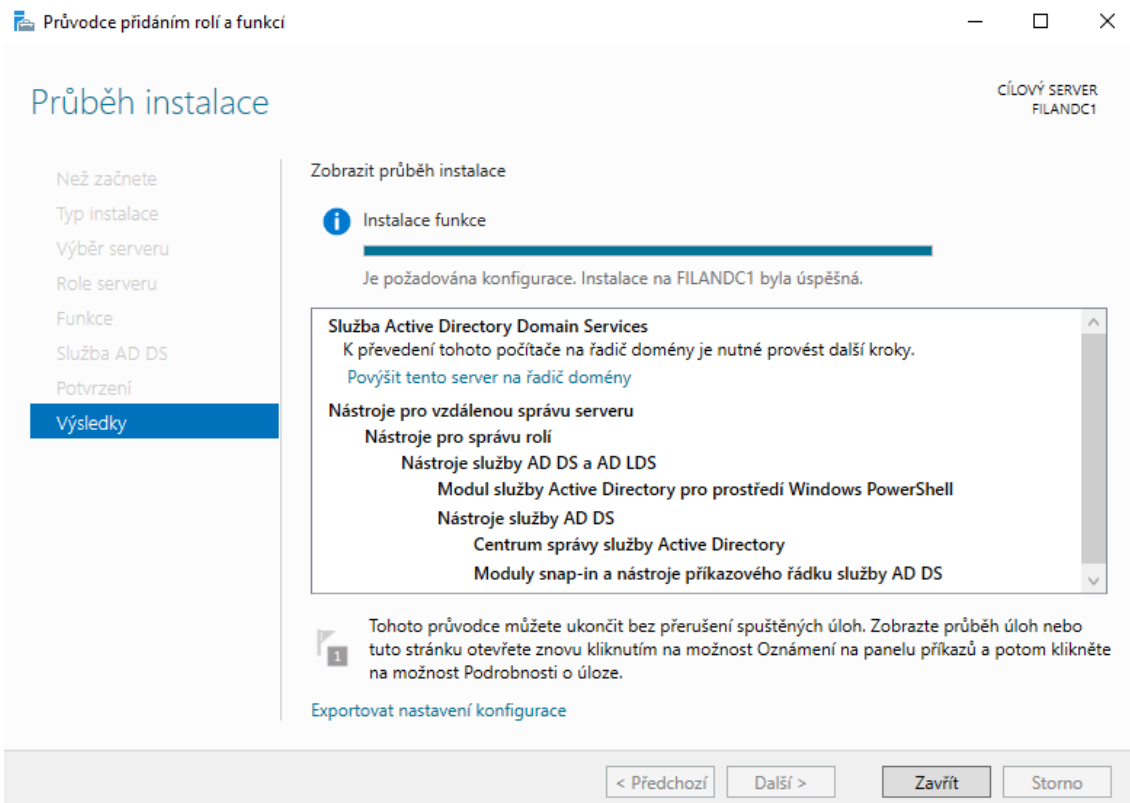 Průvodce přidáním rolí a funkcí
Průběh instalace
CÍLOVÝ SERVER
FILANDC1
Než začnete
Typ instalace
Výběr serveru
Role serveru
Funkce
Služba AD DS
Potvrzení
Výsledky
Zobrazit průběh instalace
Instalace funkce
Je požadována konfigurace. Instalace na FILANDC1 byla úspěšná.
Služba Active Directory Domain Services
K převedení tohoto počítače na řadič domény je nutné provést další kroky.
Povýšit tento server na řadič domény
Nástroje pro vzdálenou správu serveru
Nástroje pro správu rolí
Nástroje služby AD DS a AD LDS
Modul služby Active Directory pro prostředí Windows PowerShell
Nástroje služby AD DS
Centrum správy služby Active Directory
Moduly snap-in a nástroje příkazového řádku služby AD DS
1
Tohoto průvodce můžete ukončit bez přerušení spuštěných úloh. Zobrazte průběh úloh nebo
tuto stránku otevřete znovu kliknutím na možnost Oznámení na panelu příkazů a potom klikněte
na možnost Podrobnosti o úloze.
Exportovat nastavení konfigurace
< Předchozí
Další >
Zavřít
Storno